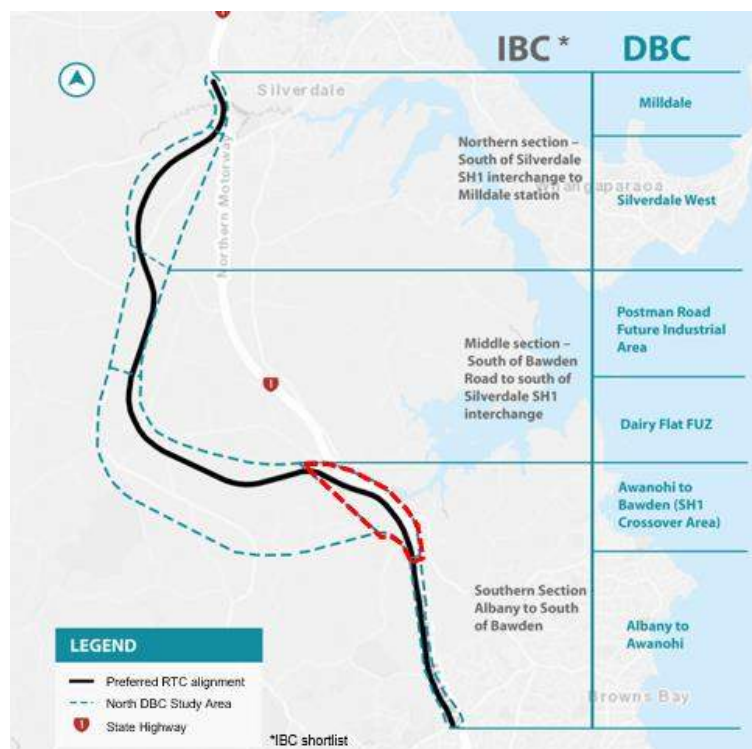 IBC *
DBC
Silverdale
Milldale
Northern section –
South of Silverdale
SH1 interchange to
Milldale station
Whangaparaoa
Silverdale West
Northern Motorway
Postman Road
Future Industrial
Area
Middle section –
South of Bawden
Road to south of
Silverdale SH1
interchange
1
Dairy Flat FUZ
Awanohi to
Bawden (SH1
Crossover Area)
Southern Section
Albany to South
of Bawden
Albany to
Awanohi
Browns Bay
LEGEND
Preferred RTC alignment
North DBC Study Area
1 State Highway
*IBC shortlist